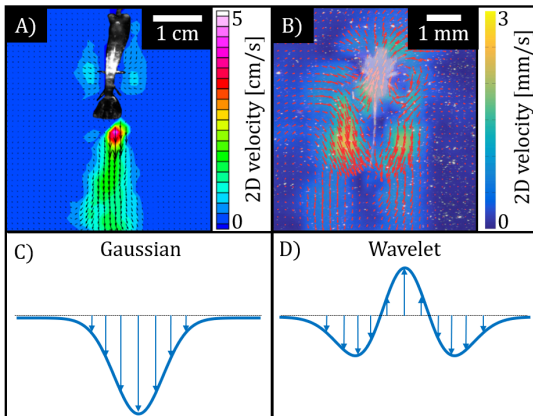 A)
1 cm
5
0
2D velocity [cm/s]
B)
1 mm
3
0
2D velocity [mm/s]
C)
Gaussian
D)
Wavelet